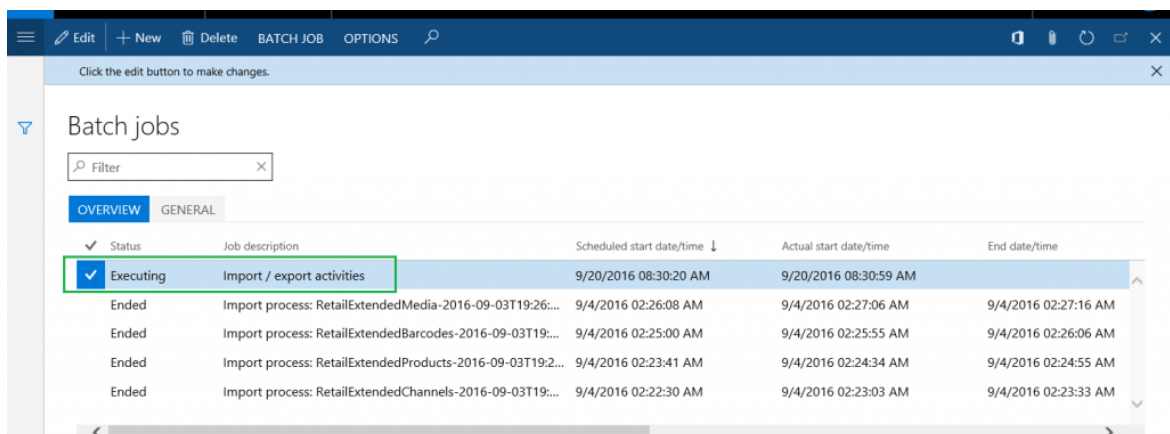 Edit + New Delete BATCH JOB OPTIONS
Click the edit button to make changes.
Batch jobs
Filter
OVERVIEW GENERAL
Status Job description Scheduled start date/time ↓ Actual start date/time End date/time
Executing Import / export activities 9/20/2016 08:30:20 AM 9/20/2016 08:30:59 AM
Ended Import process: RetailExtendedMedia-2016-09-03T19:26:... 9/4/2016 02:26:08 AM 9/4/2016 02:27:06 AM 9/4/2016 02:27:16 AM
Ended Import process: RetailExtendedBarcodes-2016-09-03T19:... 9/4/2016 02:25:00 AM 9/4/2016 02:25:55 AM 9/4/2016 02:26:06 AM
Ended Import process: RetailExtendedProducts-2016-09-03T19:2... 9/4/2016 02:23:41 AM 9/4/2016 02:24:34 AM 9/4/2016 02:24:55 AM
Ended Import process: RetailExtendedChannels-2016-09-03T19:... 9/4/2016 02:22:30 AM 9/4/2016 02:23:03 AM 9/4/2016 02:23:33 AM